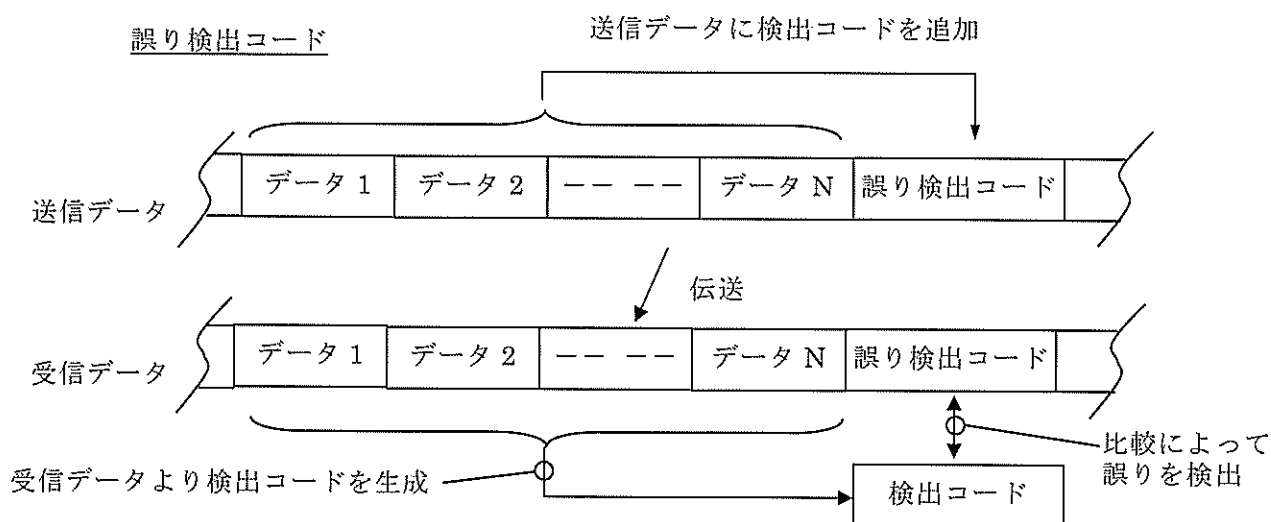 誤り検出コード
送信データに検出コードを追加
送信データ
データ 1
データ 2
−− −−
データ N
誤り検出コード
伝送
受信データ
データ 1
データ 2
−− −−
データ N
誤り検出コード
受信データより検出コードを生成
検出コード
比較によって
誤りを検出